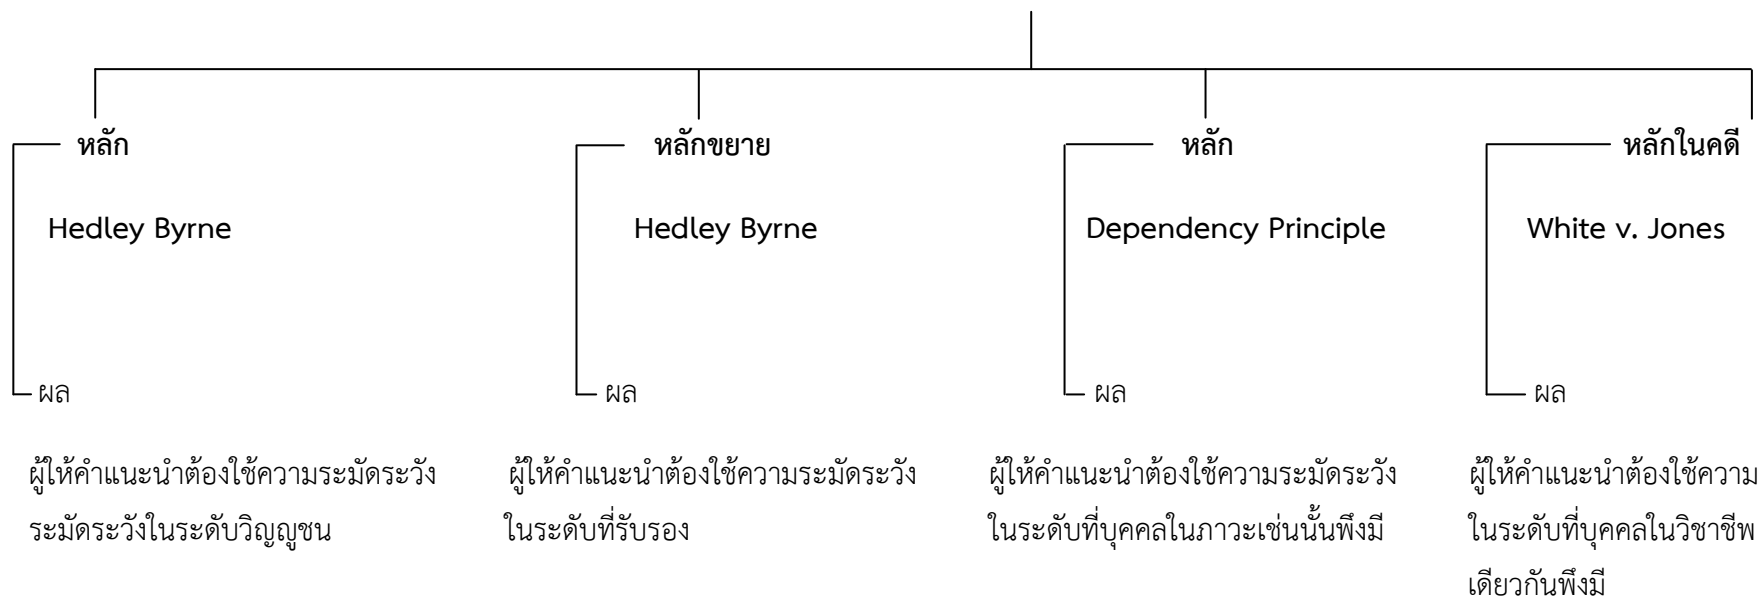 หลัก
Hedley Byrne
ผล
ผู้ให้คำแนะนำต้องใช้ความระมัดระวัง
ระมัดระวังในระดับวิญญูชน
หลักขยาย
Hedley Byrne
ผล
ผู้ให้คำแนะนำต้องใช้ความระมัดระวัง
ในระดับที่รับรอง
หลัก
Dependency Principle
ผล
ผู้ให้คำแนะนำต้องใช้ความระมัดระวัง
ในระดับที่บุคคลในภาวะเช่นนั้นพึงมี
หลักในคดี
White v. Jones
ผล
ผู้ให้คำแนะนำต้องใช้ความ
ในระดับที่บุคคลในวิชาชีพ
เดียวกันพึงมี